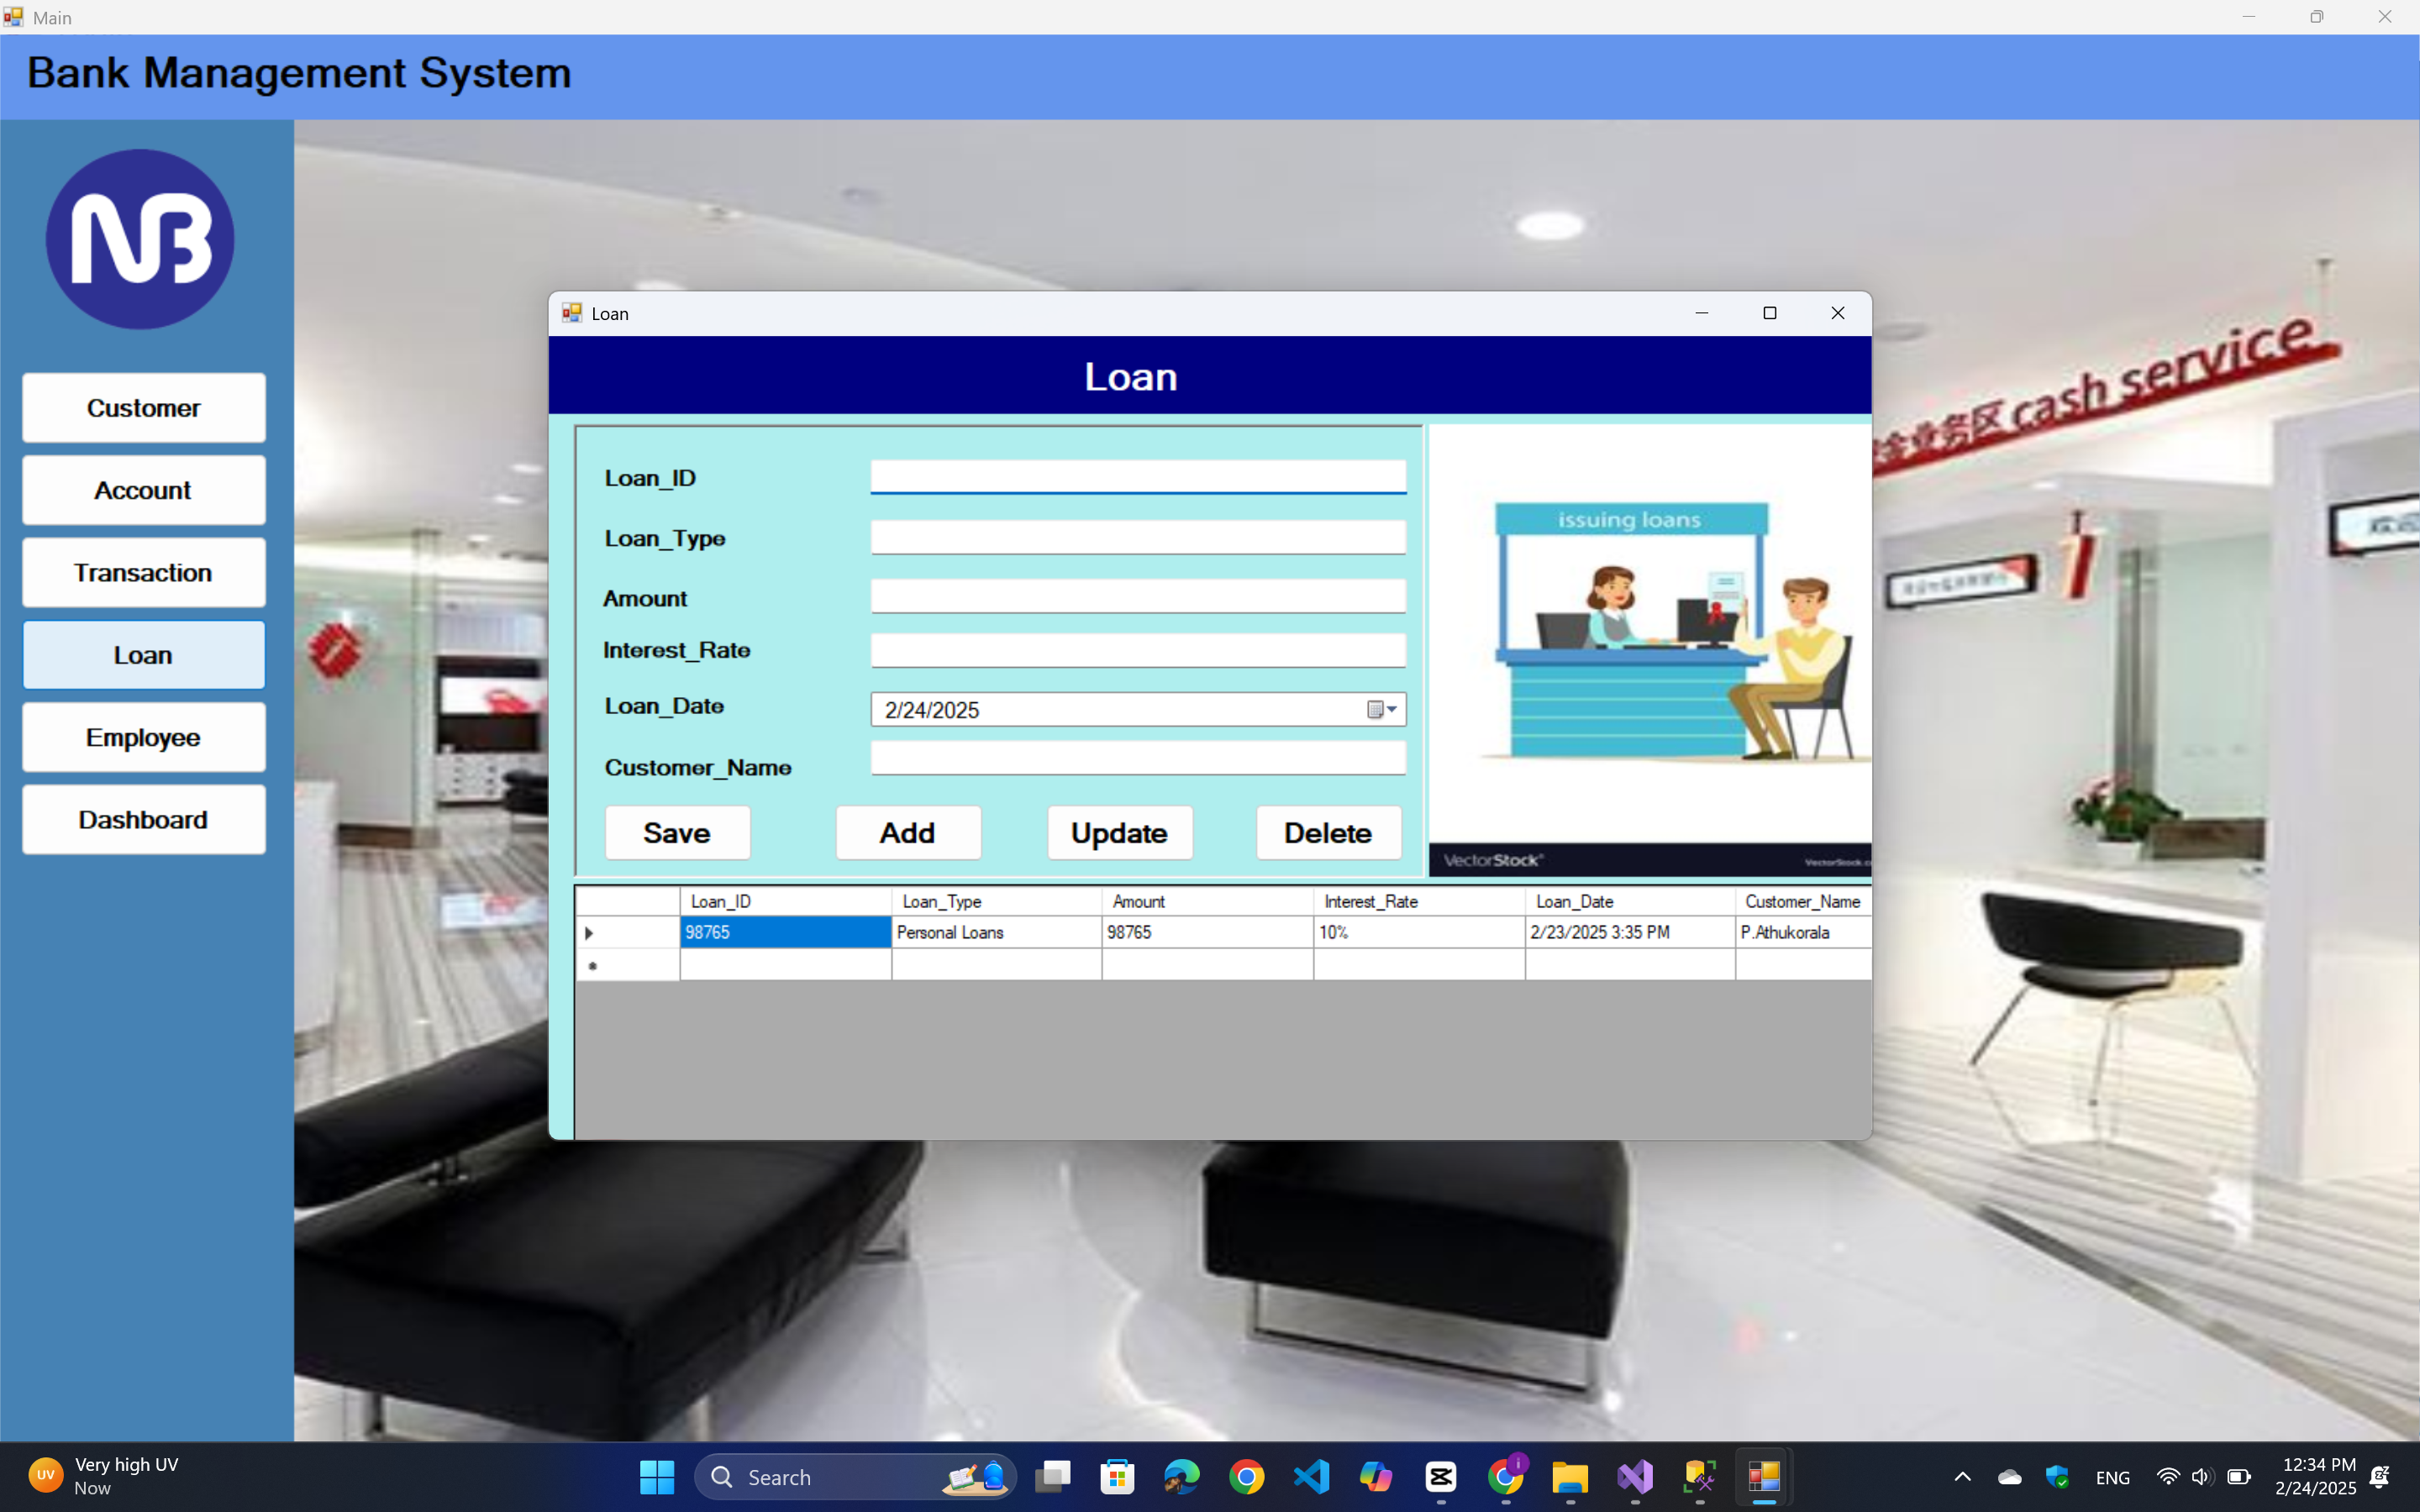 Main
Bank Management System
NB
Customer
Account
Transaction
Loan
Employee
Dashboard
Loan
Loan
Loan_ID
Loan_Type
Amount
Interest_Rate
Loan_Date
2/24/2025
Customer_Name
Save Add Update Delete
issuing loans
VectorStock®
Loan_ID Loan_Type Amount Interest_Rate Loan_Date Customer_Name
98765 Personal Loans 98765 10% 2/23/2025 3:35 PM P.Athukorala
业务区 cash service
UV
Very high UV
Now
Search
ENG
12:34 PM
2/24/2025